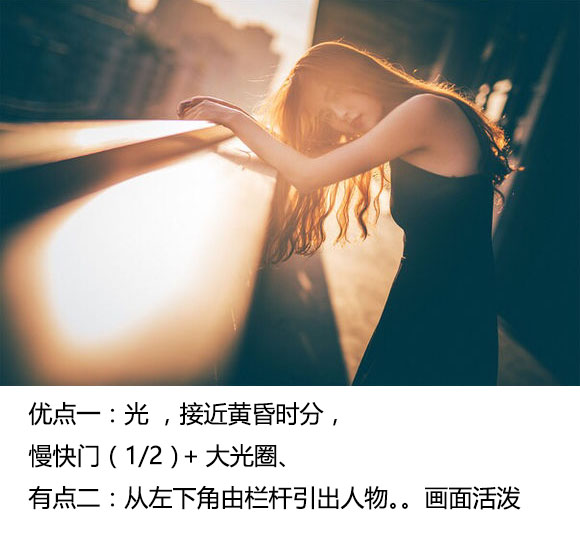 优点一：光 ，接近黄昏时分，
慢快门（1/2）+ 大光圈、
有点二：从左下角由栏杆引出人物。。画面活泼